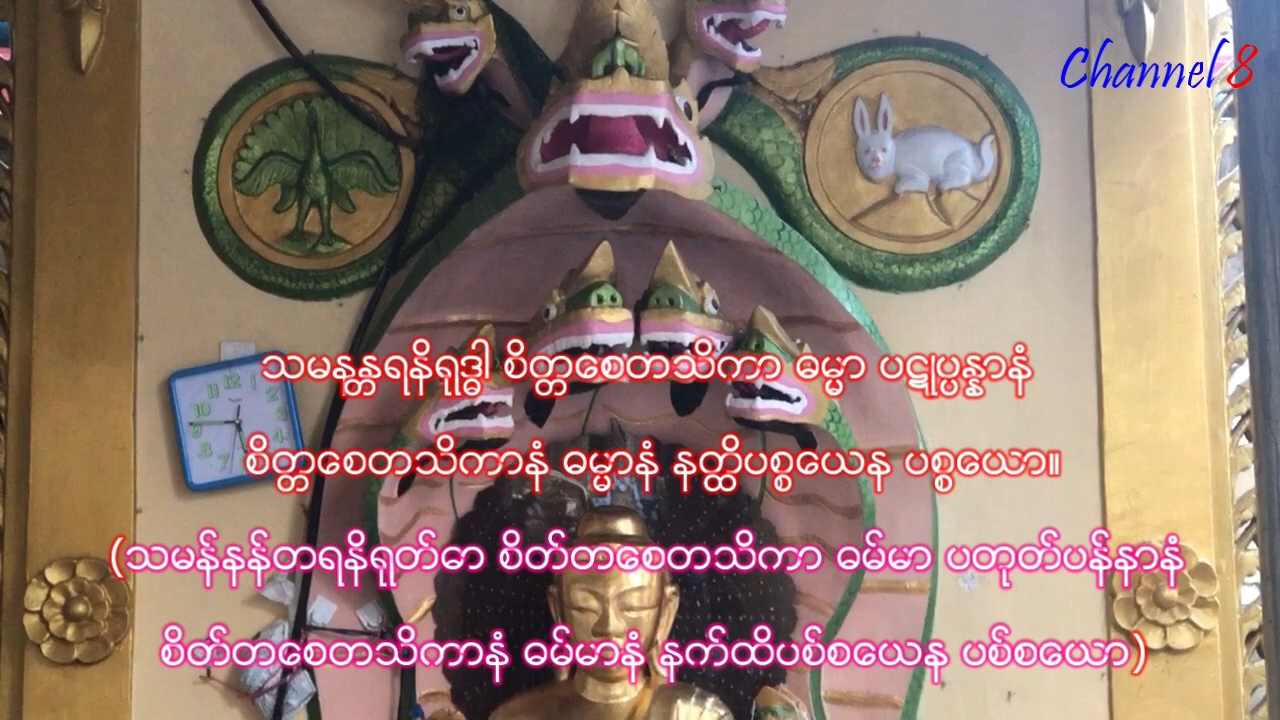 Channel 8
သမနန္တရနိရုဒ္ဓါ စိတ္တစေတသိကာ ဓမ္မာ ပဋုပ္ပန္နာနံ
စိတ္တစေတသိကာနံ ဓမ္မာနံ နတ္ထိပစ္စယေန ပစ္စယော။
(သမန်နန်တရနိရုတ်ဓာ စိတ်တစေတသိကာ ဓမ်မာ ပတုတ်ပန်နာနံ
စိတ်တစေတသိကာနံ ဓမ်မာနံ နက်ထိပစ်စယေန ပစ်စယော)